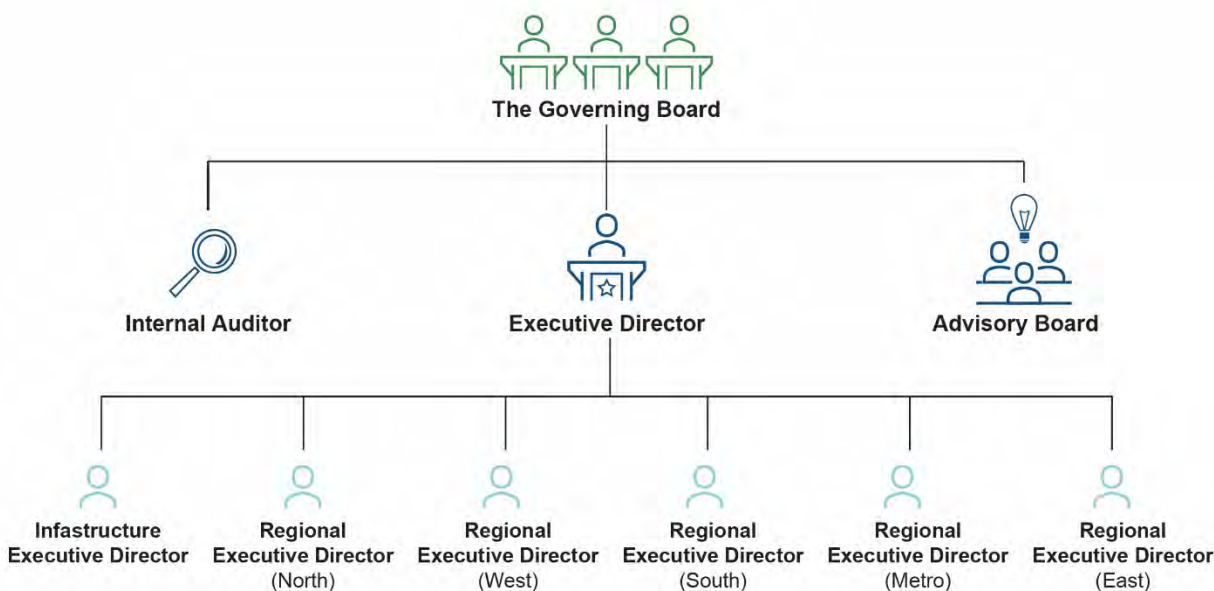 The Governing Board
Internal Auditor
Executive Director
Advisory Board
Infastructure
Executive Director
Regional
Executive Director
(North)
Regional
Executive Director
(West)
Regional
Executive Director
(South)
Regional
Executive Director
(Metro)
Regional
Executive Director
(East)